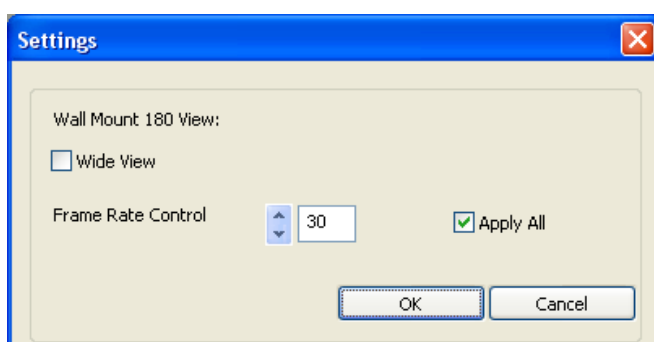 Settings
Wall Mount 180 View:
Wide View
Frame Rate Control 30 Apply All
OK Cancel